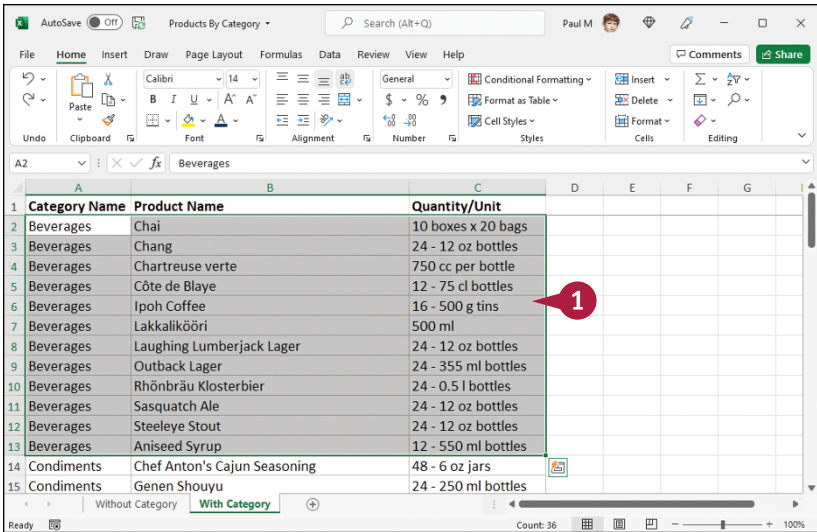 AutoSave Off Products By Category Search (Alt+Q) Paul M
File Home Insert Draw Page Layout Formulas Data Review View Help Comments Share
Calibri 14 General Conditional Formatting Insert
Paste B I U A A $ % Format as Table Delete
A Cell Styles Format
Undo Clipboard Font Alignment Number Styles Cells Editing
A2 fx Beverages
A B C D E F G
1 Category Name Product Name Quantity/Unit
2 Beverages Chai 10 boxes x 20 bags
3 Beverages Chang 24 - 12 oz bottles
4 Beverages Chartreuse verte 750 cc per bottle
5 Beverages Côte de Blaye 12 - 75 cl bottles
6 Beverages Ipoh Coffee 16 - 500 g tins 1
7 Beverages Lakkalikööri 500 ml
8 Beverages Laughing Lumberjack Lager 24 - 12 oz bottles
9 Beverages Outback Lager 24 - 355 ml bottles
10 Beverages Rhönbräu Klosterbier 24 - 0.5 l bottles
11 Beverages Sasquatch Ale 24 - 12 oz bottles
12 Beverages Steeleye Stout 24 - 12 oz bottles
13 Beverages Aniseed Syrup 12 - 550 ml bottles
14 Condiments Chef Anton's Cajun Seasoning 48 - 6 oz jars
15 Condiments Genen Shouyu 24 - 250 ml bottles
Without Category With Category
Ready Count: 36 100%